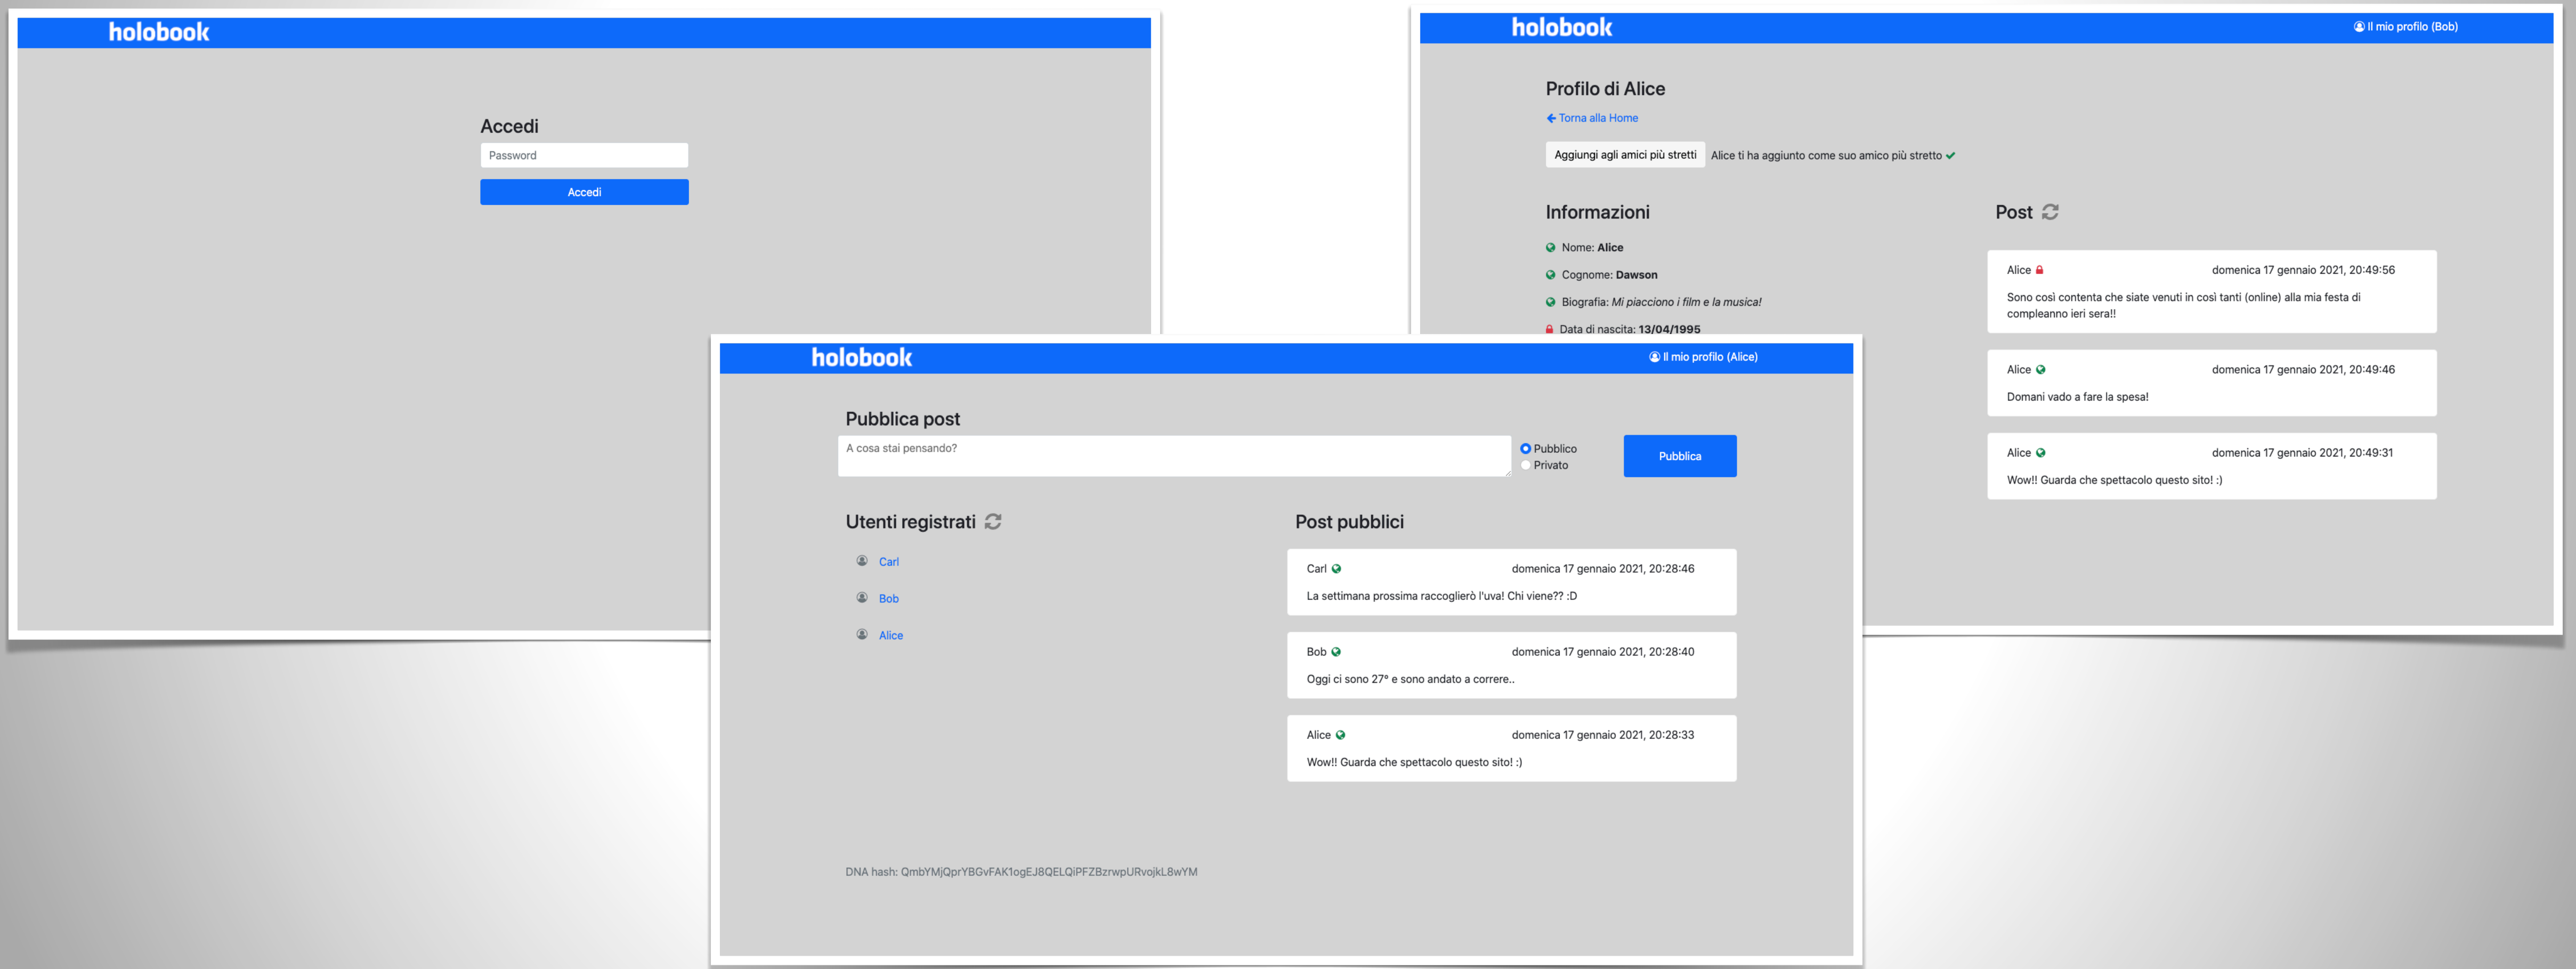 holobook
Accedi
Password
Accedi
holobook
Il mio profilo (Bob)
Profilo di Alice
Torna alla Home
Aggiungi agli amici più stretti Alice ti ha aggiunto come suo amico più stretto
Informazioni
Nome: Alice
Cognome: Dawson
Biografia: Mi piacciono i film e la musica!
Data di nascita: 13/04/1995
Post
Alice domenica 17 gennaio 2021, 20:49:56
Sono così contenta che siate venuti in così tanti (online) alla mia festa di
compleanno ieri sera!!
Alice domenica 17 gennaio 2021, 20:49:46
Domani vado a fare la spesa!
Alice domenica 17 gennaio 2021, 20:49:31
Wow!! Guarda che spettacolo questo sito! :)
holobook
Il mio profilo (Alice)
Pubblica post
A cosa stai pensando?
Pubblico
Privato
Pubblica
Utenti registrati
Carl
Bob
Alice
Post pubblici
Carl domenica 17 gennaio 2021, 20:28:46
La settimana prossima raccoglierò l'uva! Chi viene?? :D
Bob domenica 17 gennaio 2021, 20:28:40
Oggi ci sono 27° e sono andato a correre..
Alice domenica 17 gennaio 2021, 20:28:33
Wow!! Guarda che spettacolo questo sito! :)
DNA hash: QmbYMjQprYBGvFAK1ogEJ8QELQiPFZBzrwpURvojkL8wYM